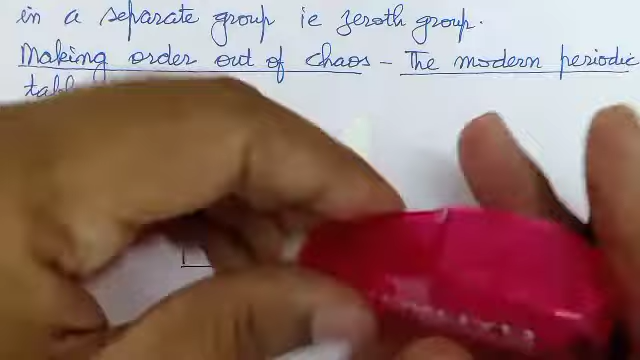 in a separate group ie zeroth group.
Making order out of chaos – The modern periodic